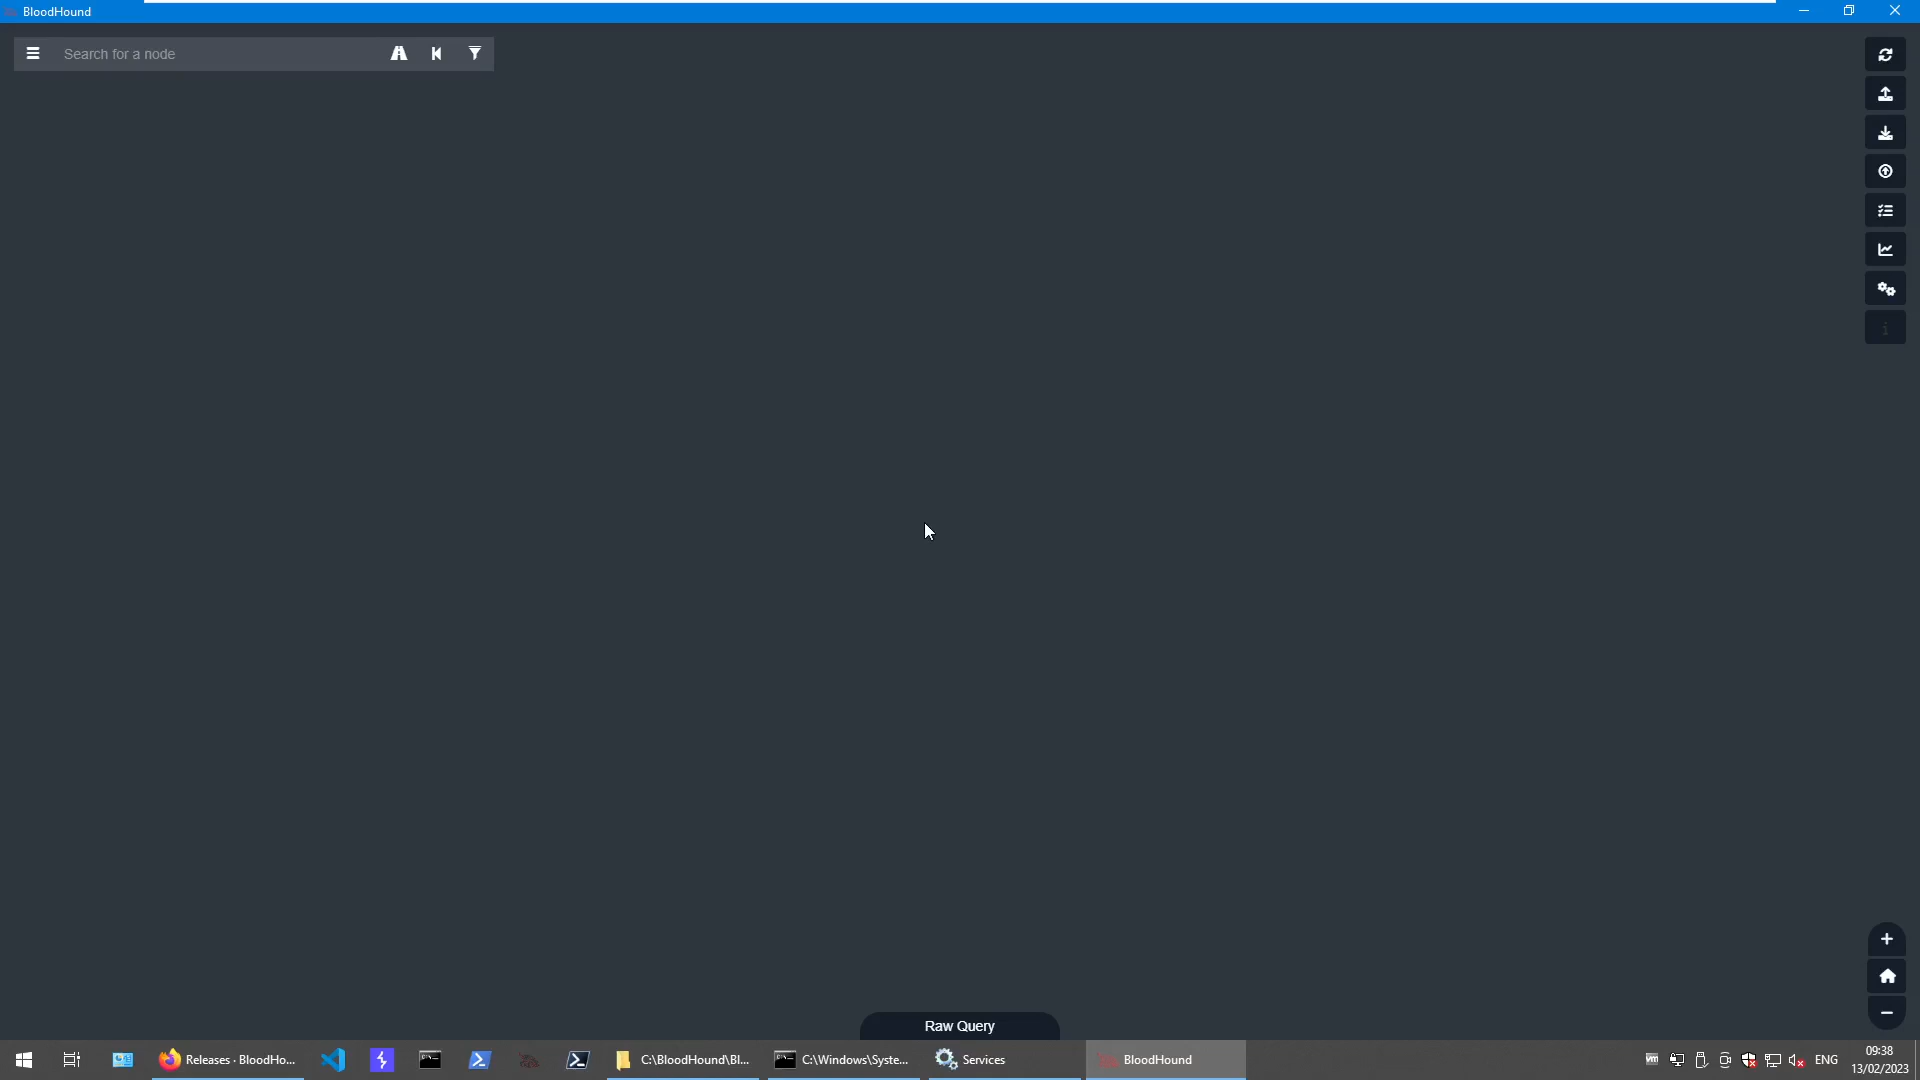 BloodHound
Search for a node
Raw Query
Releases · BloodHo...
C:\BloodHound\Bl...
C:\Windows\Syste...
Services
BloodHound
vm
ENG
09:38
13/02/2023